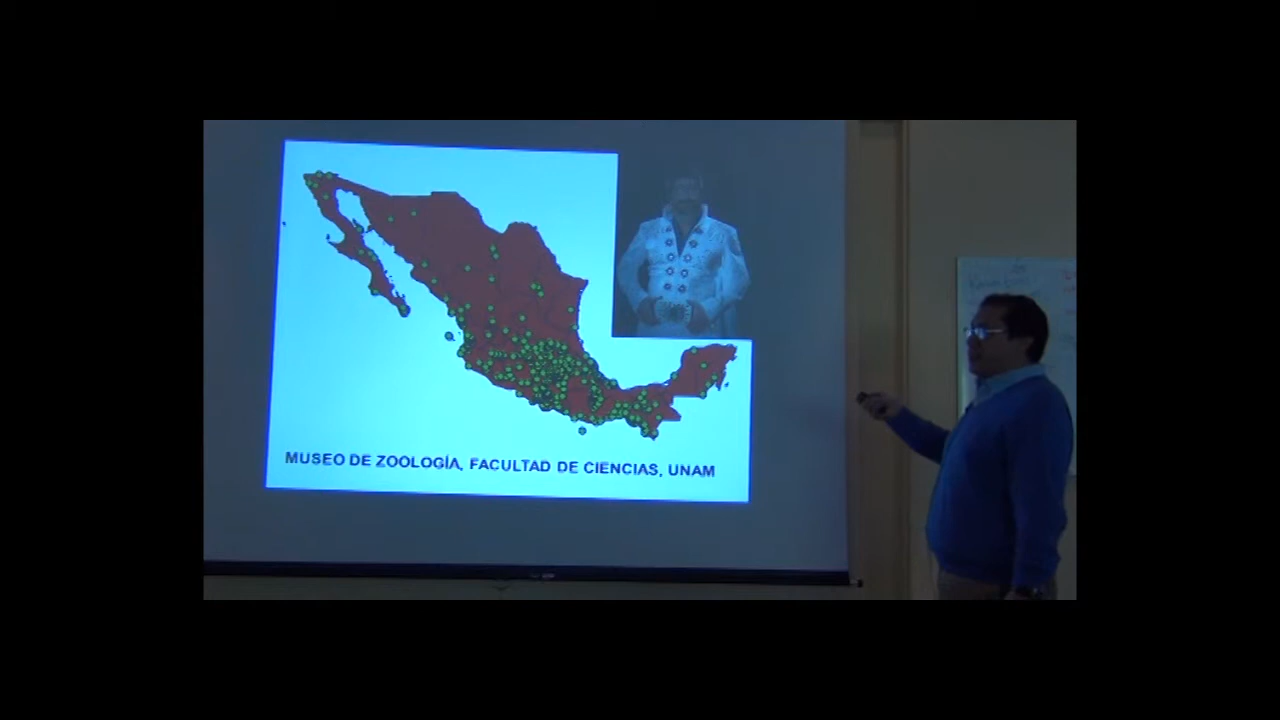 MUSEO DE ZOOLOGÍA, FACULTAD DE CIENCIAS, UNAM